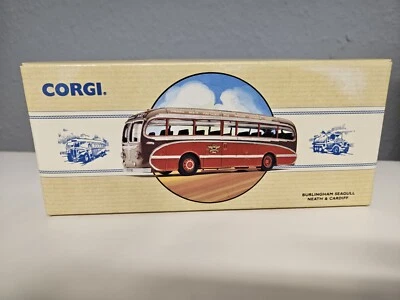 CORGI.
BURLINGHAM SEAGULL
NEATH & CARDIFF